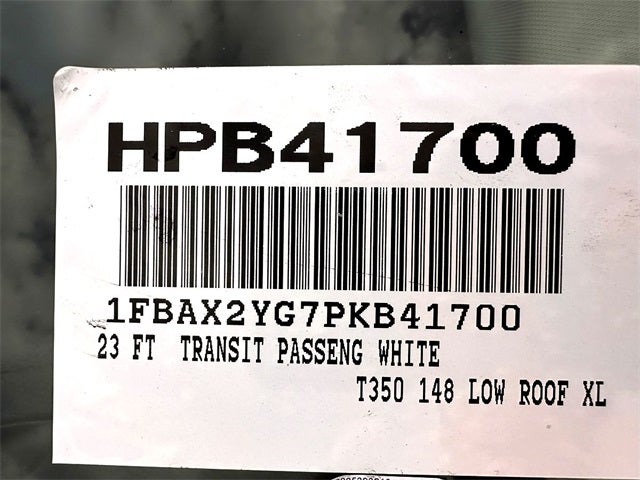 HPB41700
1FBAX2YG7PKB41700
23 FT TRANSIT PASSENG WHITE
T350 148 LOW ROOF XL